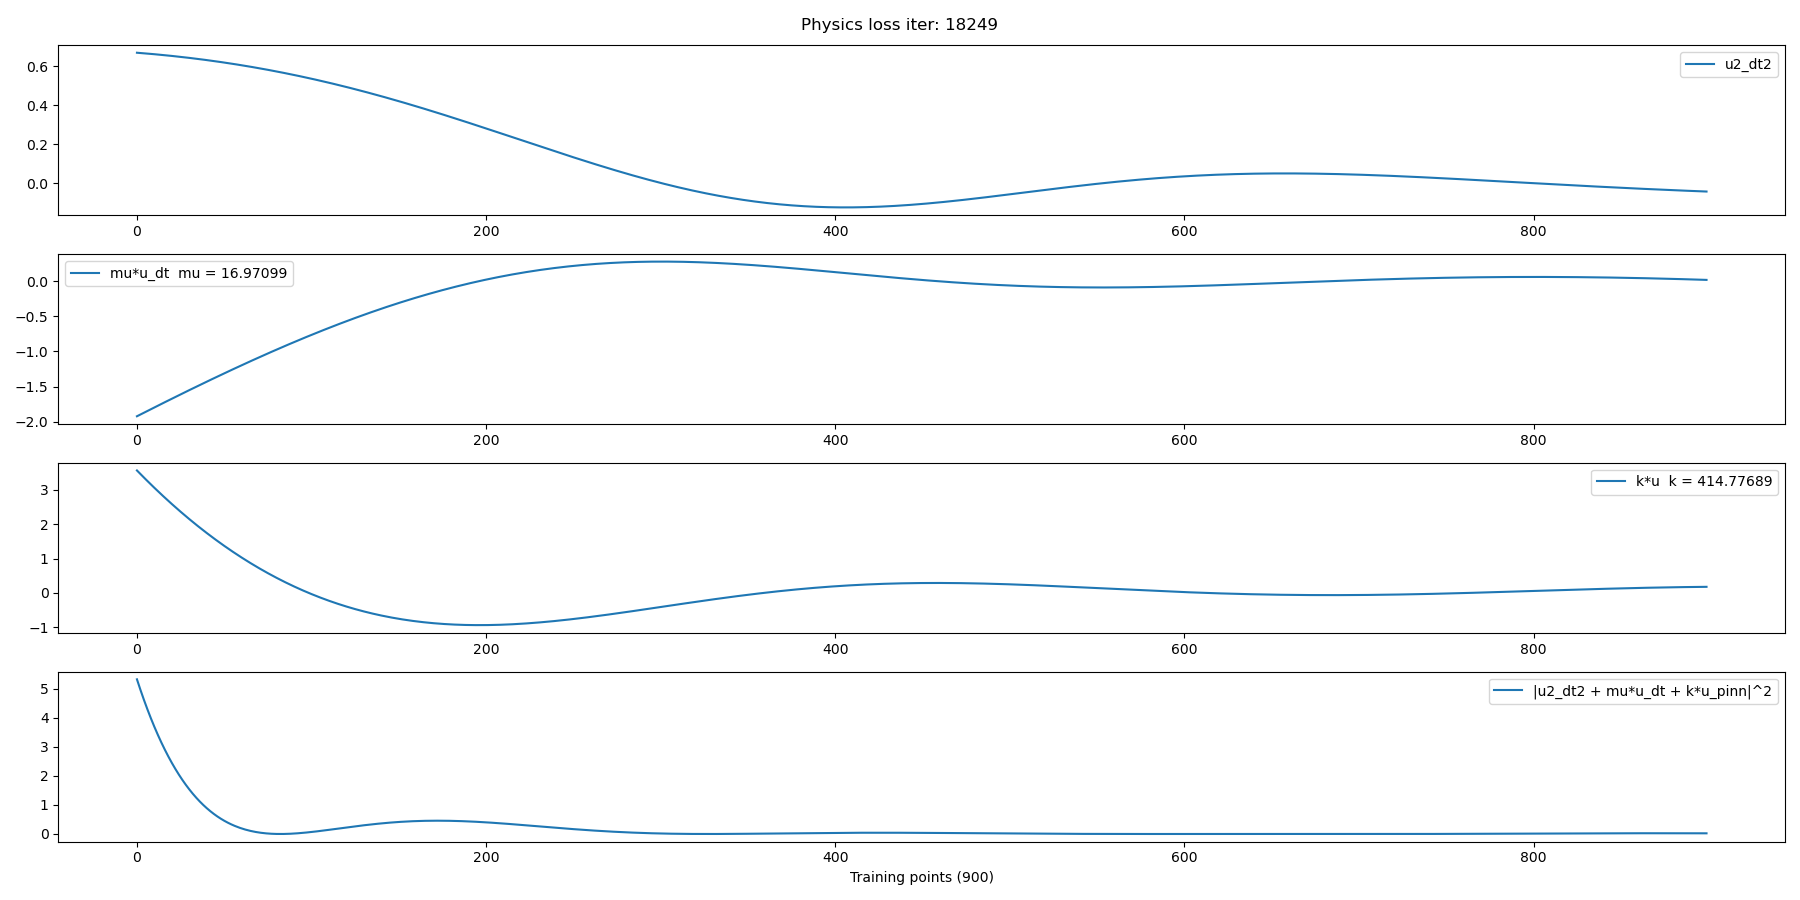 Physics loss iter: 18249
u2_dt2
0.6
0.4
0.2
0.0
0 200 400 600 800
mu*u_dt  mu = 16.97099
0.0
−0.5
−1.0
−1.5
−2.0
0 200 400 600 800
k*u  k = 414.77689
3
2
1
0
−1
0 200 400 600 800
|u2_dt2 + mu*u_dt + k*u_pinn|^2
5
4
3
2
1
0
0 200 400 600 800
Training points (900)